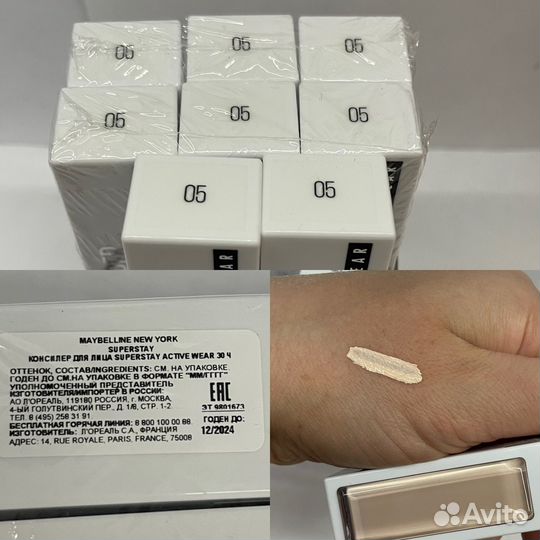 05
05
05
05
05
05
05
05
EAR
EAR
MAYBELLINE NEW YORK
SUPERSTAY
КОНСИЛЕР ДЛЯ ЛИЦА SUPERSTAY ACTIVE WEAR 30 Ч
ОТТЕНОК, СОСТАВ/INGREDIENTS: СМ. НА УПАКОВКЕ.
ГОДЕН ДО СМ.НА УПАКОВКЕ В ФОРМАТЕ "ММ/ГГГГ"
УПОЛНОМОЧЕННЫЙ ПРЕДСТАВИТЕЛЬ
ИЗГОТОВИТЕЛЯ/ИМПОРТЕР В РОССИИ:
АО Л'ОРЕАЛЬ, 119180 РОССИЯ, г. МОСКВА,
4-ЫЙ ГОЛУТВИНСКИЙ ПЕР., Д. 1/8, СТР. 1-2.
ТЕЛ. 8 (495) 258 31 91.
БЕСПЛАТНАЯ ГОРЯЧАЯ ЛИНИЯ: 8 800 100 00 88.
ИЗГОТОВИТЕЛЬ: Л'ОРЕАЛЬ С.А., ФРАНЦИЯ
АДРЕС: 14, RUE ROYALE, PARIS, FRANCE, 75008
ЕАС
ЭТ 9801673
ГОДЕН ДО:
12/2024
Avito